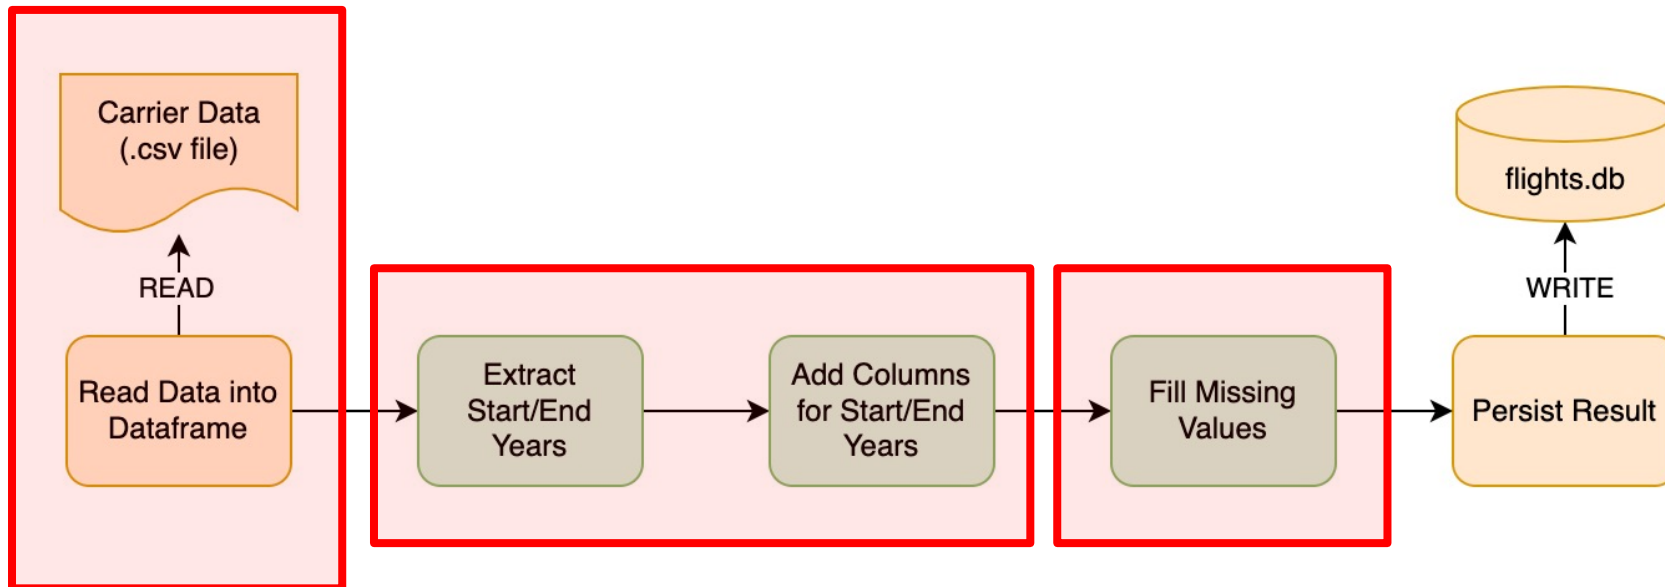 Carrier Data
(.csv file)
READ
Read Data into
Dataframe
Extract
Start/End
Years
Add Columns
for Start/End
Years
Fill Missing
Values
flights.db
WRITE
Persist Result